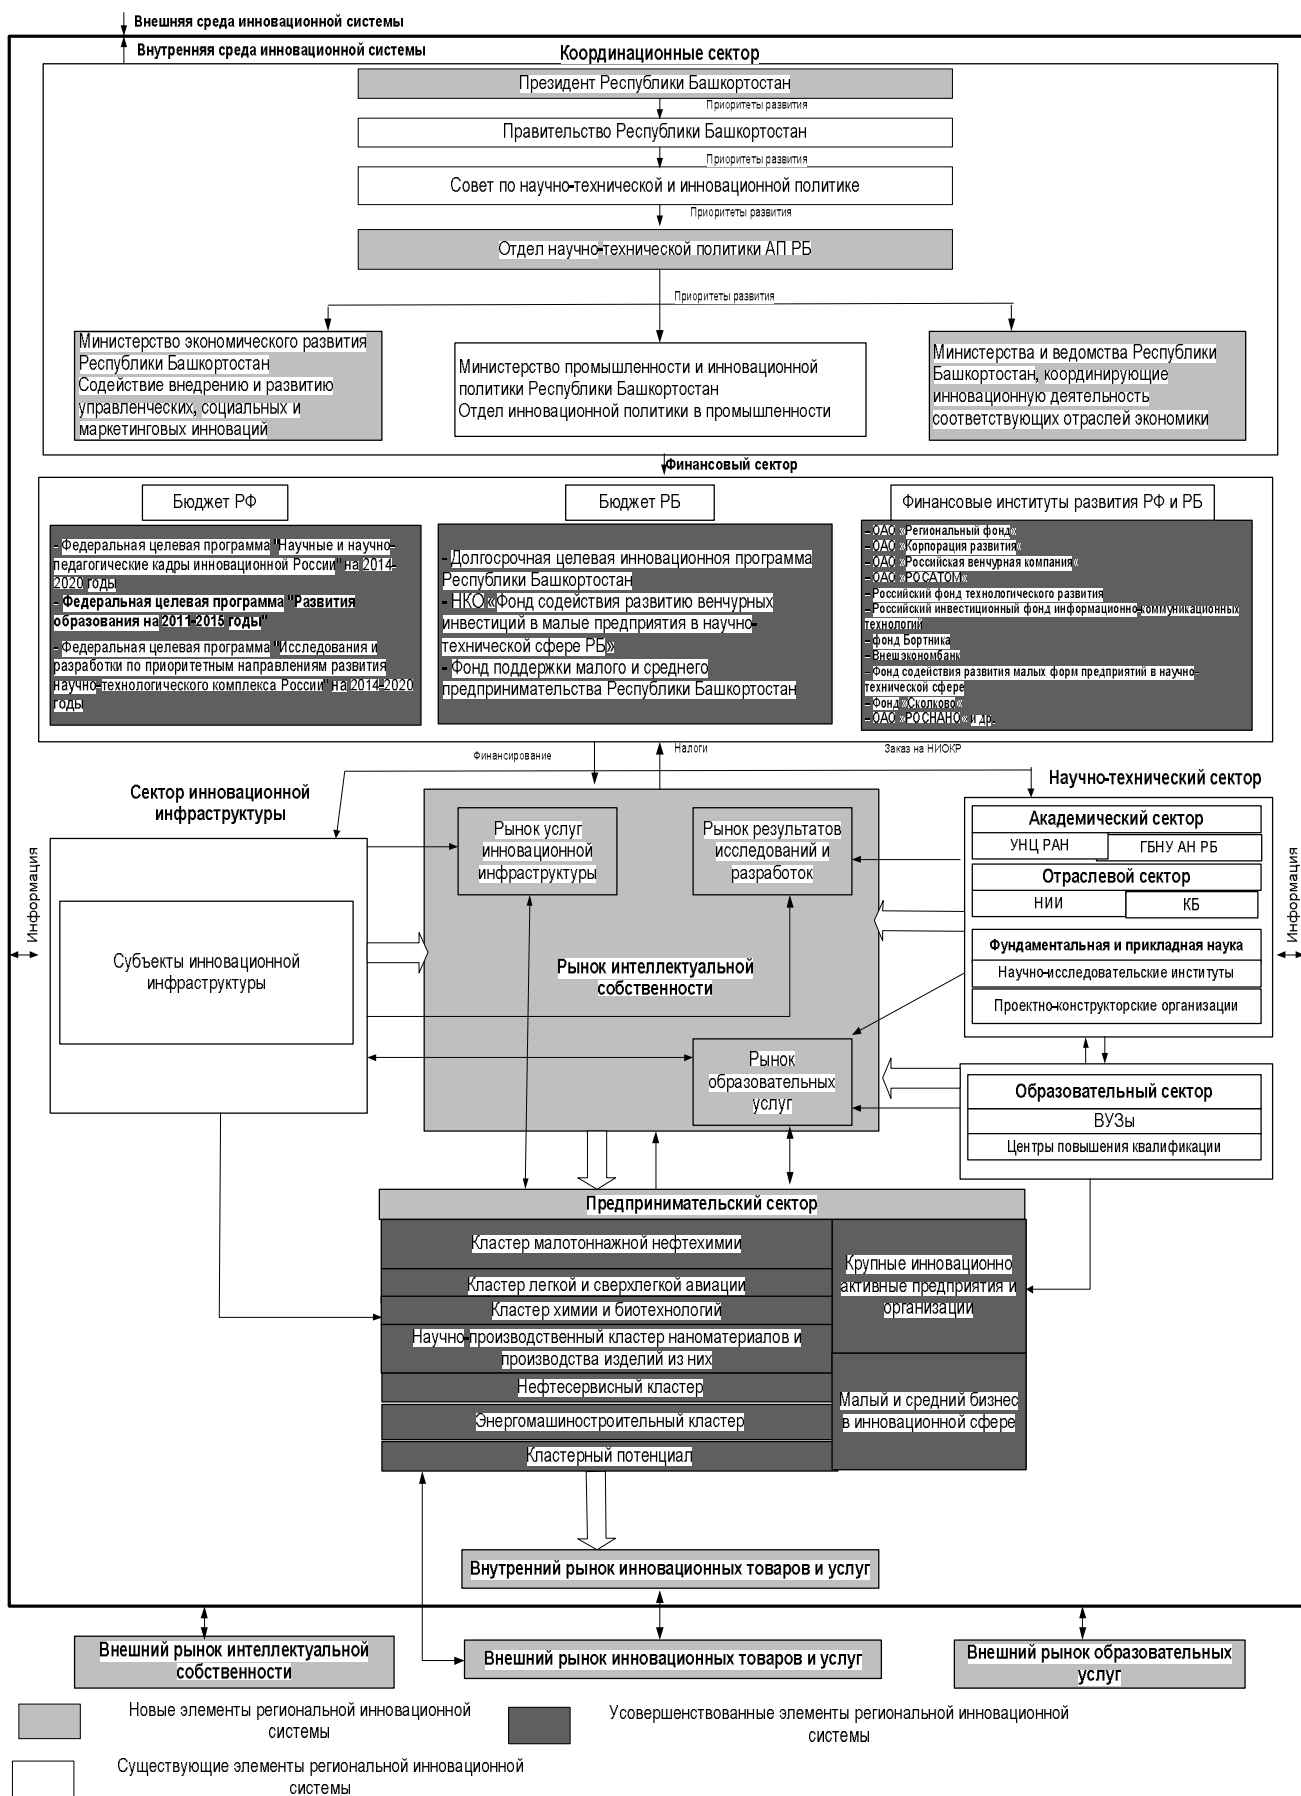 Внешняя среда инновационной системы
Внутренняя среда инновационной системы
Координационные сектор
Президент Республики Башкортостан
Приоритеты развития
Правительство Республики Башкортостан
Приоритеты развития
Совет по научно-технической и инновационной политике
Приоритеты развития
Отдел научно-технической политики АП РБ
Приоритеты развития
Министерство экономического развития
Республики Башкортостан
Содействие внедрению и развитию
управленческих, социальных и
маркетинговых инноваций
Министерство промышленности и инновационной
политики Республики Башкортостан
Отдел инновационной политики в промышленности
Министерства и ведомства Республики
Башкортостан, координирующие
инновационную деятельность
соответствующих отраслей экономики
Финансовый сектор
Бюджет РФ
- Федеральная целевая программа "Научные и научно-
педагогические кадры инновационной России" на 2014-
2020 годы
- Федеральная целевая программа "Развития
образования на 2011-2015 годы"
- Федеральная целевая программа "Исследования и
разработки по приоритетным направлениям развития
научно-технологического комплекса России" на 2014-2020
годы
Бюджет РБ
- Долгосрочная целевая инновационноя программа
Республики Башкортостан
- НКО «Фонд содействия развитию венчурных
инвестиций в малые предприятия в научно-
технической сфере РБ»
- Фонд поддержки малого и среднего
предпринимательства Республики Башкортостан
Финансовые институты развития РФ и РБ
- ОАО «Региональный фонд»
- ОАО «Корпорация развития»
- ОАО «Российская венчурная компания»
- ОАО «РОСАТОМ»
- Российский фонд технологического развития
- Российский инвестиционный фонд информационно-коммуникационных
технологий
- фонд Бортника
- Внешэкономбанк
- Фонд содействия развития малых форм предприятий в научно-
технической сфере
- Фонд «Сколково»
- ОАО «РОСНАНО» и др.
Финансирование
Налоги
Заказ на НИОКР
Сектор инновационной
инфраструктуры
Субъекты инновационной
инфраструктуры
Информация
Рынок услуг
инновационной
инфраструктуры
Рынок результатов
исследований и
разработок
Рынок интеллектуальной
собственности
Рынок
образовательных
услуг
Научно-технический сектор
Академический сектор
УНЦ РАН
ГБНУ АН РБ
Отраслевой сектор
НИИ
КБ
Фундаментальная и прикладная наука
Научно-исследовательские институты
Проектно-конструкторские организации
Информация
Образовательный сектор
ВУЗы
Центры повышения квалификации
Предпринимательский сектор
Кластер малотоннажной нефтехимии
Кластер легкой и сверхлегкой авиации
Кластер химии и биотехнологий
Научно-производственный кластер наноматериалов и
производства изделий из них
Нефтесервисный кластер
Энергомашиностроительный кластер
Кластерный потенциал
Крупные инновационно
активные предприятия и
организации
Малый и средний бизнес
в инновационной сфере
Внутренний рынок инновационных товаров и услуг
Внешний рынок интеллектуальной
собственности
Внешний рынок инновационных товаров и услуг
Внешний рынок образовательных
услуг
Новые элементы региональной инновационной
системы
Усовершенствованные элементы региональной инновационной
системы
Существующие элементы региональной инновационной
системы